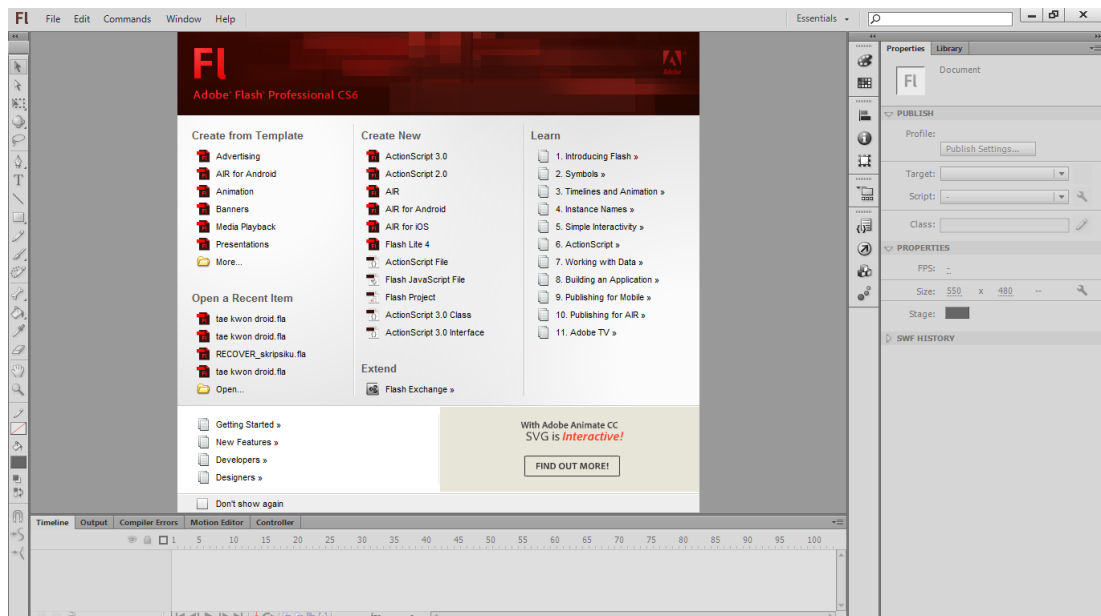 Fl File Edit Commands Window Help Essentials
Fl
Adobe® Flash® Professional CS6
Adobe
Create from Template
Advertising
AIR for Android
Animation
Banners
Media Playback
Presentations
More...
Open a Recent Item
tae kwon droid.fla
tae kwon droid.fla
RECOVER_skripsiku.fla
tae kwon droid.fla
Open...
Create New
ActionScript 3.0
ActionScript 2.0
AIR
AIR for Android
AIR for iOS
Flash Lite 4
ActionScript File
Flash JavaScript File
Flash Project
ActionScript 3.0 Class
ActionScript 3.0 Interface
Extend
Flash Exchange »
Learn
1. Introducing Flash »
2. Symbols »
3. Timelines and Animation »
4. Instance Names »
5. Simple Interactivity »
6. ActionScript »
7. Working with Data »
8. Building an Application »
9. Publishing for Mobile »
10. Publishing for AIR »
11. Adobe TV »
Getting Started »
New Features »
Developers »
Designers »
With Adobe Animate CC
SVG is Interactive!
FIND OUT MORE!
Don't show again
Properties Library
Fl
Document
PUBLISH
Profile:
Publish Settings...
Target:
Script: -
Class:
PROPERTIES
FPS: -
Size: 550 x 480 --
Stage:
SWF HISTORY
Timeline Output Compiler Errors Motion Editor Controller
1 5 10 15 20 25 30 35 40 45 50 55 60 65 70 75 80 85 90 95 100